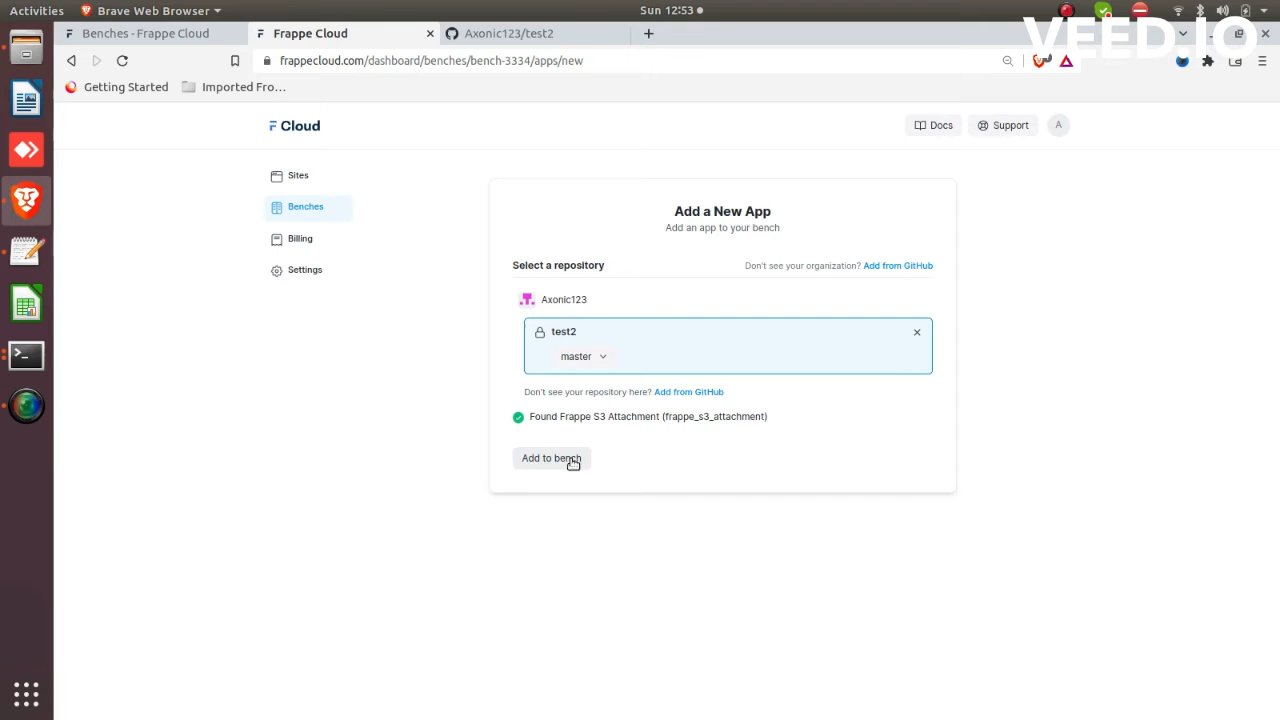 Activities
Brave Web Browser
Sun 12:53
VEED.IO
Benches - Frappe Cloud
Frappe Cloud
Axonic123/test2
frappecloud.com/dashboard/benches/bench-3334/apps/new
Getting Started
Imported Fro…
Cloud
Docs
Support
A
Sites
Benches
Billing
Settings
Add a New App
Add an app to your bench
Select a repository
Don't see your organization? Add from GitHub
Axonic123
test2
master
Don't see your repository here? Add from GitHub
Found Frappe S3 Attachment (frappe_s3_attachment)
Add to bench